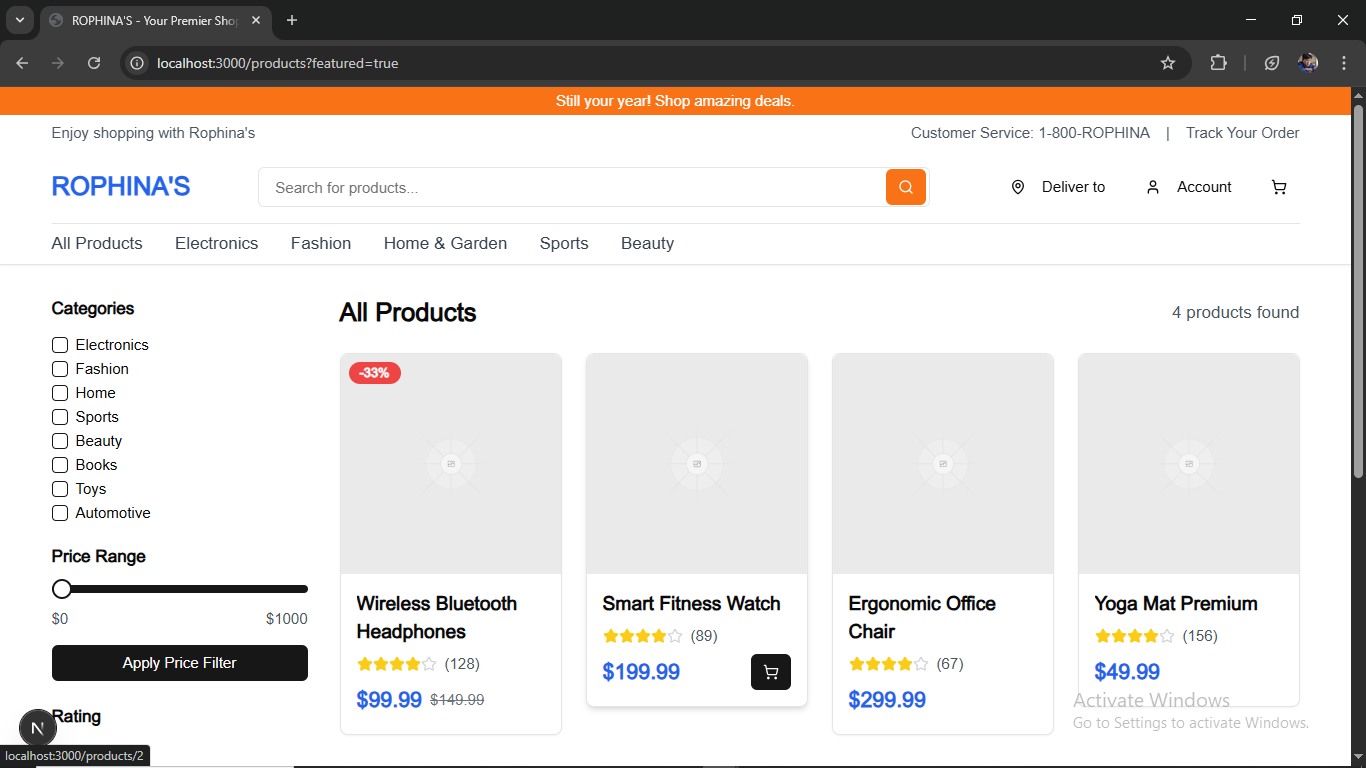 ROPHINA'S - Your Premier Shop
localhost:3000/products?featured=true
Still your year! Shop amazing deals.
Enjoy shopping with Rophina's
Customer Service: 1-800-ROPHINA | Track Your Order
ROPHINA'S
Search for products...
Deliver to
Account
All Products Electronics Fashion Home & Garden Sports Beauty
Categories
Electronics
Fashion
Home
Sports
Beauty
Books
Toys
Automotive
Price Range
$0 $1000
Apply Price Filter
Rating
All Products
4 products found
-33%
Wireless Bluetooth
Headphones
(128)
$99.99 $149.99
Smart Fitness Watch
(89)
$199.99
Ergonomic Office
Chair
(67)
$299.99
Yoga Mat Premium
(156)
$49.99
Activate Windows
Go to Settings to activate Windows.
N
localhost:3000/products/2